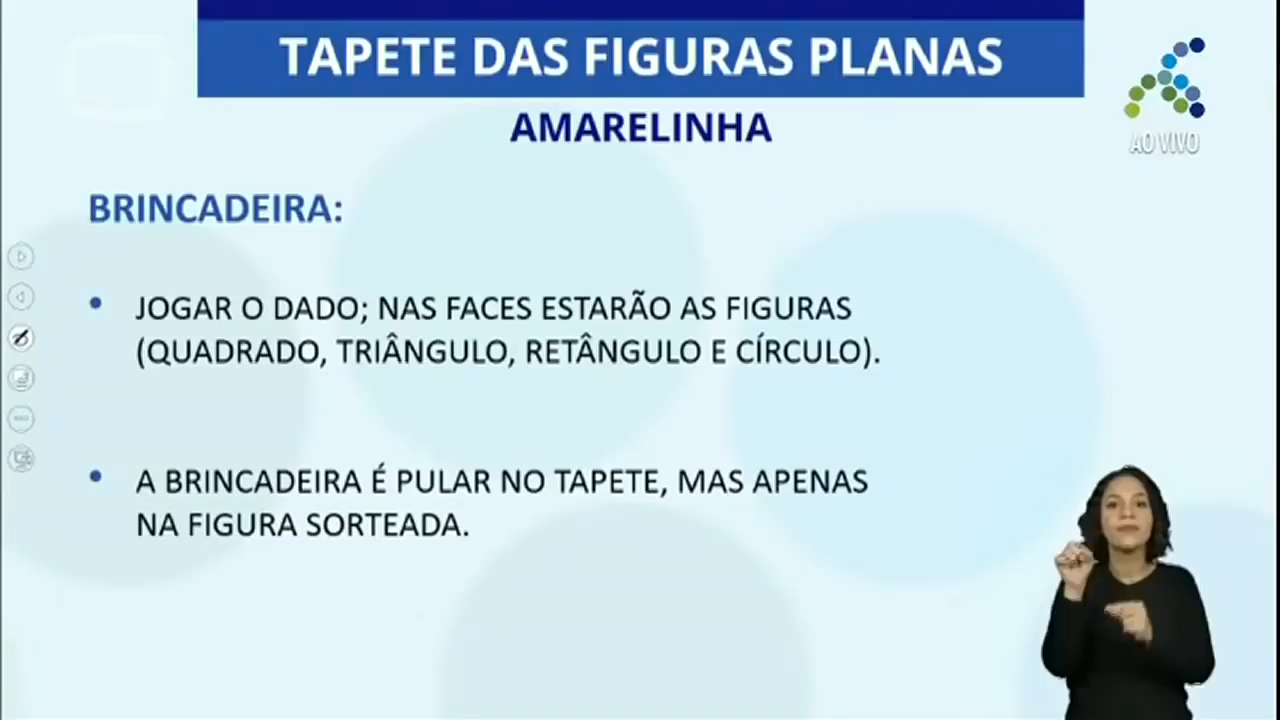 TAPETE DAS FIGURAS PLANAS
AMARELINHA
AO VIVO
BRINCADEIRA:
• JOGAR O DADO; NAS FACES ESTARÃO AS FIGURAS
(QUADRADO, TRIÂNGULO, RETÂNGULO E CÍRCULO).
• A BRINCADEIRA É PULAR NO TAPETE, MAS APENAS
NA FIGURA SORTEADA.